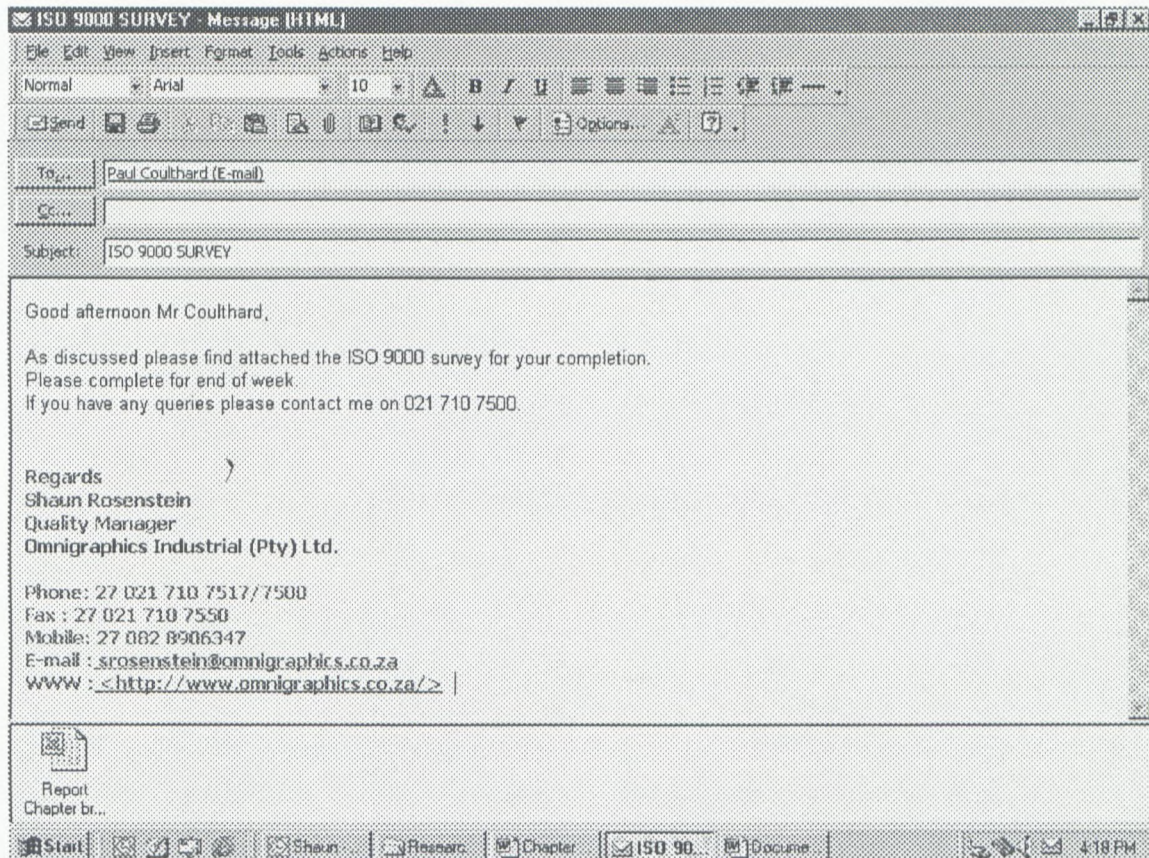 ISO 9000 SURVEY - Message (HTML)
File Edit View Insert Format Tools Actions Help
Normal Arial 10 A B I U
Send Options...
To... Paul Coulthard (E-mail)
Cc...
Subject: ISO 9000 SURVEY
Good afternoon Mr Coulthard,
As discussed please find attached the ISO 9000 survey for your completion.
Please complete for end of week.
If you have any queries please contact me on 021 710 7500.
Regards
Shaun Rosenstein
Quality Manager
Omnigraphics Industrial (Pty) Ltd.
Phone: 27 021 710 7517/7500
Fax : 27 021 710 7550
Mobile: 27 082 8906347
E-mail : srosenstein@omnigraphics.co.za
WWW : <http://www.omnigraphics.co.za/>
Report
Chapter br...
Start Shaun ... Researc. Chapter ISO 90... Docume... 4:18 PM